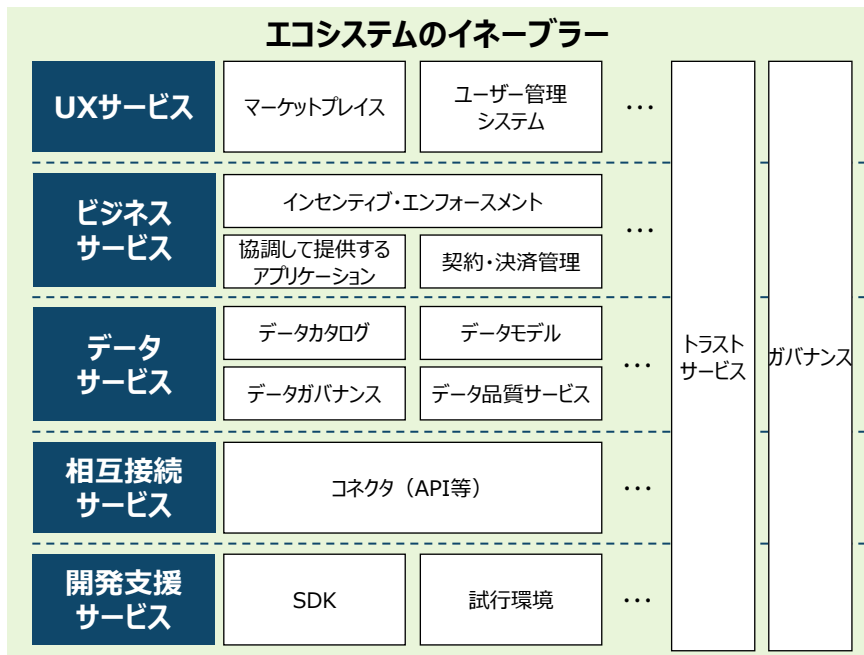 エコシステムのイネーブラー
UXサービス
マーケットプレイス
ユーザー管理
システム
…
ビジネス
サービス
インセンティブ・エンフォースメント
協調して提供する
アプリケーション
契約・決済管理
…
データ
サービス
データカタログ
データモデル
データガバナンス
データ品質サービス
…
相互接続
サービス
コネクタ（API等）
…
開発支援
サービス
SDK
試行環境
…
トラスト
サービス
ガバナンス